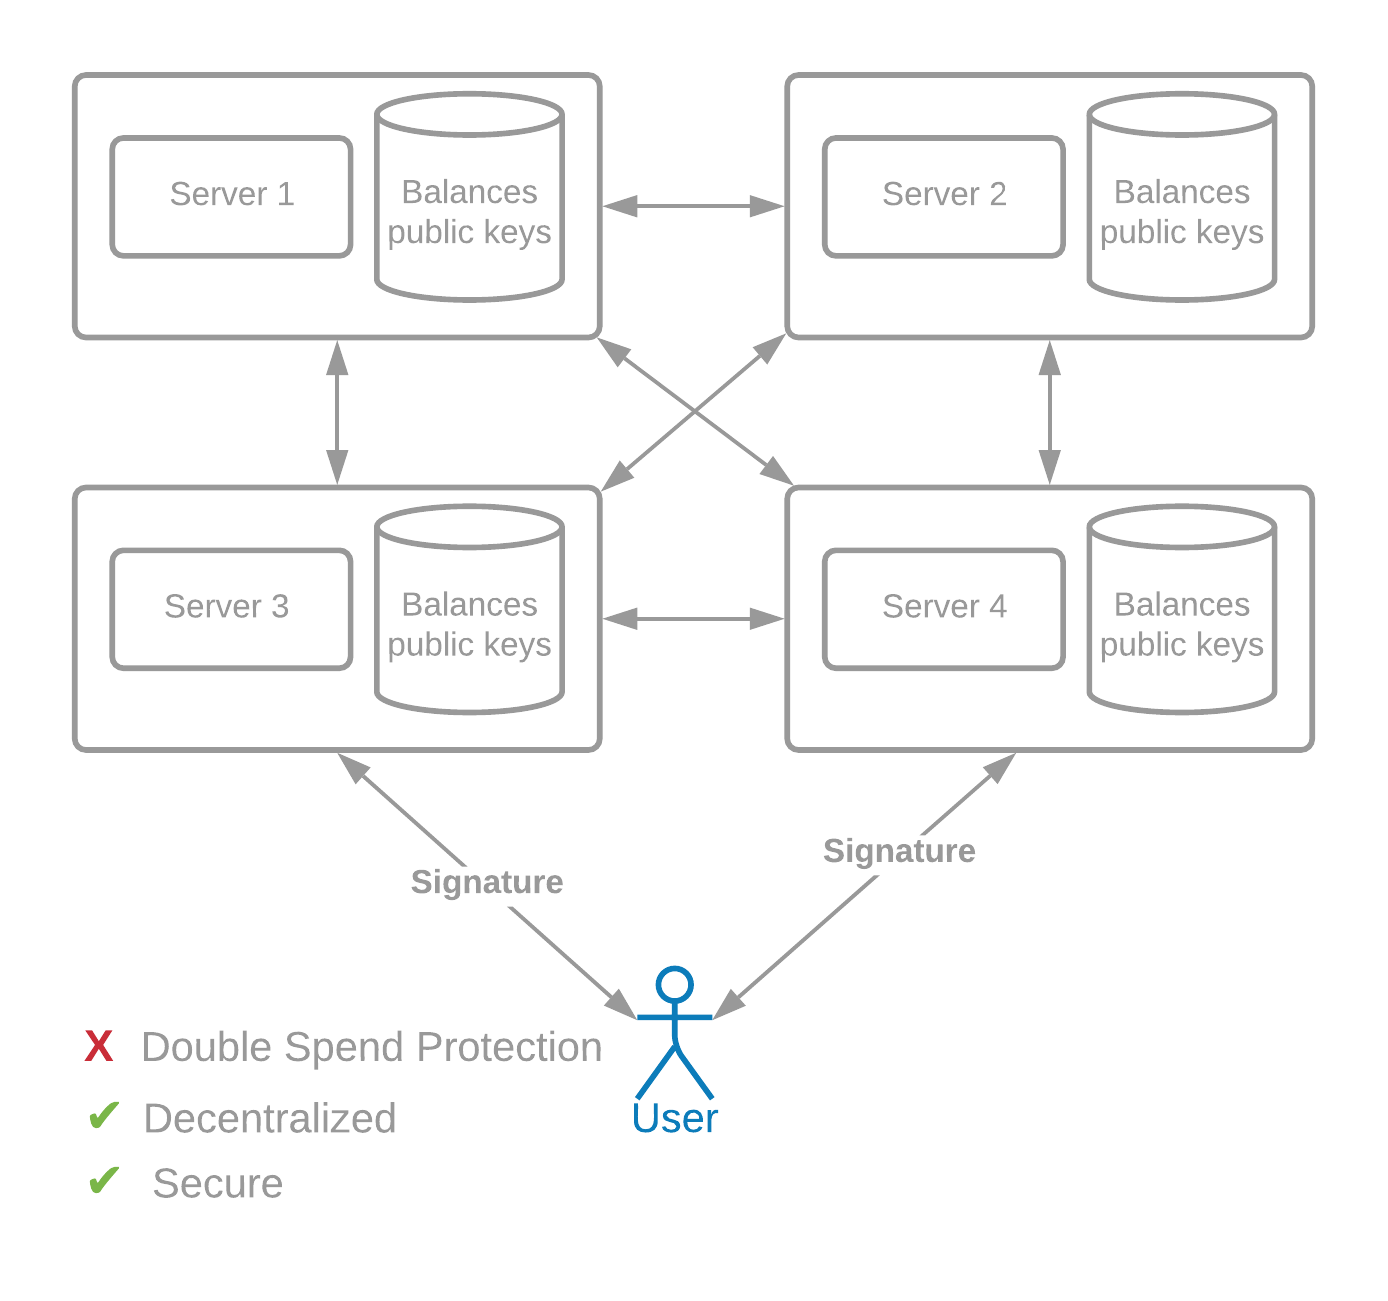 Server 1
Balances
public keys
Server 2
Balances
public keys
Server 3
Balances
public keys
Server 4
Balances
public keys
Signature
Signature
X Double Spend Protection
✔ Decentralized
✔ Secure
User